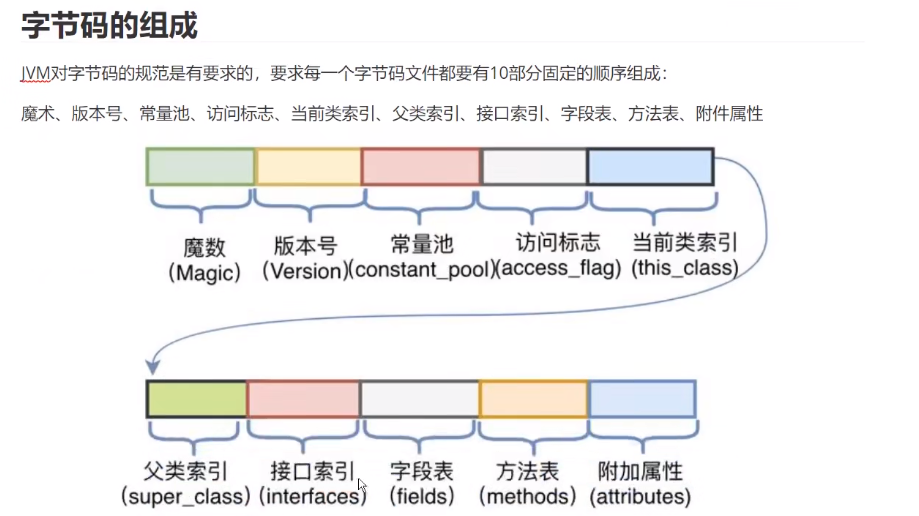 字节码的组成
JVM对字节码的规范是有要求的，要求每一个字节码文件都要有10部分固定的顺序组成：
魔术、版本号、常量池、访问标志、当前类索引、父类索引、接口索引、字段表、方法表、附件属性
魔数 版本号 常量池 访问标志 当前类索引
(Magic) (Version) (constant_pool) (access_flag) (this_class)
父类索引 接口索引 字段表 方法表 附加属性
(super_class) (interfaces) (fields) (methods) (attributes)